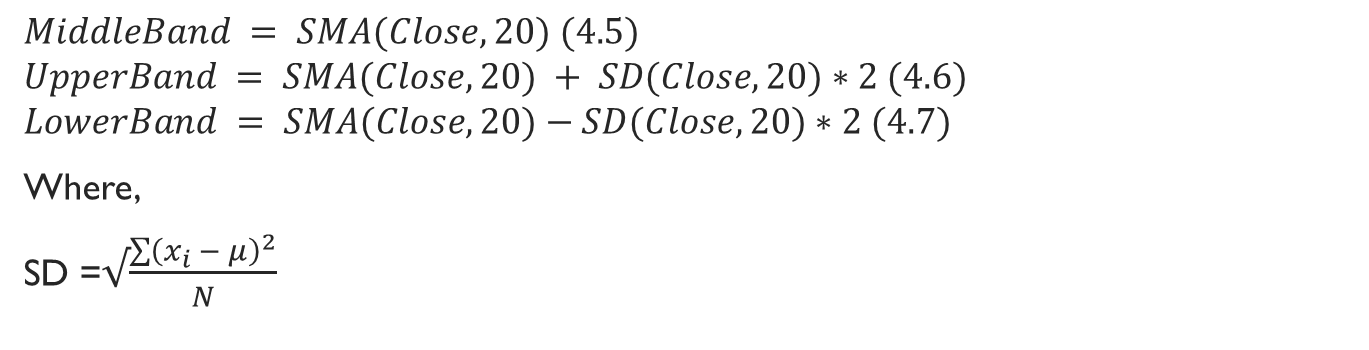 MiddleBand = SMA(Close, 20) (4.5)
UpperBand = SMA(Close, 20) + SD(Close, 20) ∗ 2 (4.6)
LowerBand = SMA(Close, 20) − SD(Close, 20) ∗ 2 (4.7)
Where,
SD =√(∑(xᵢ − μ)²/N)